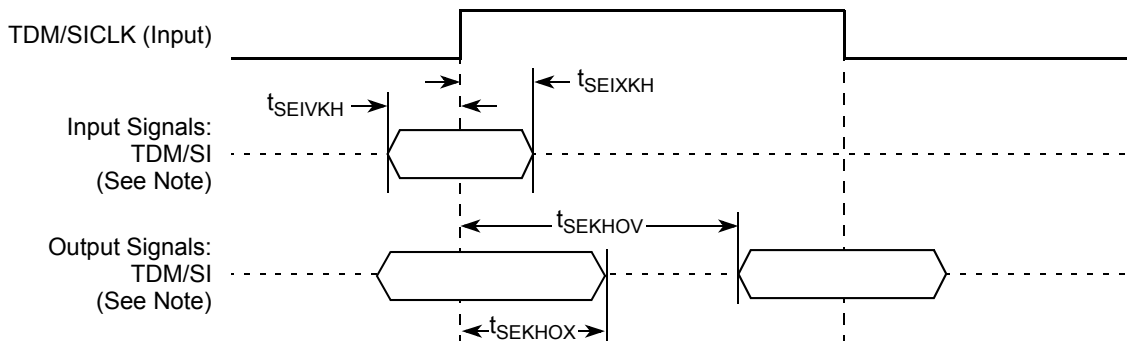 TDM/SICLK (Input)
tSEIXKH
tSEIVKH
Input Signals:
TDM/SI
(See Note)
tSEKHOV
Output Signals:
TDM/SI
(See Note)
tSEKHOX